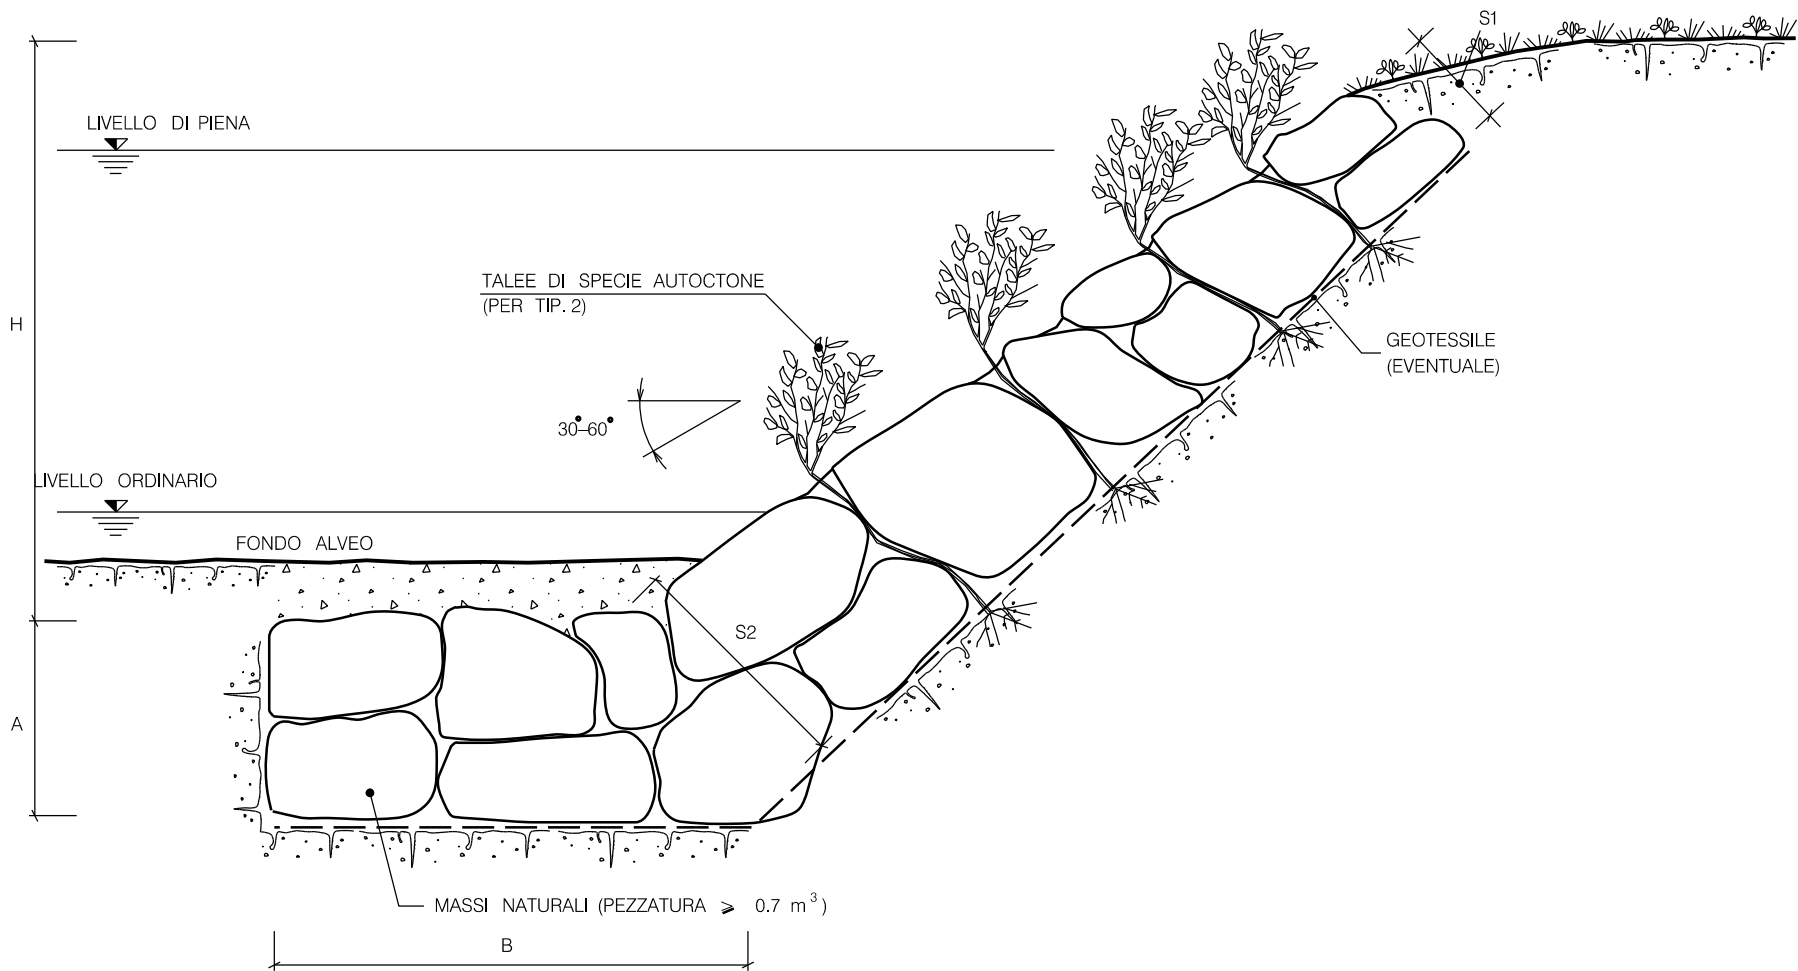 S1
LIVELLO DI PIENA
TALEE DI SPECIE AUTOCTONE
(PER TIP. 2)
H
GEOTESSILE
(EVENTUALE)
30°-60°
LIVELLO ORDINARIO
FONDO ALVEO
S2
A
MASSI NATURALI (PEZZATURA ⩾ 0.7 m³)
B